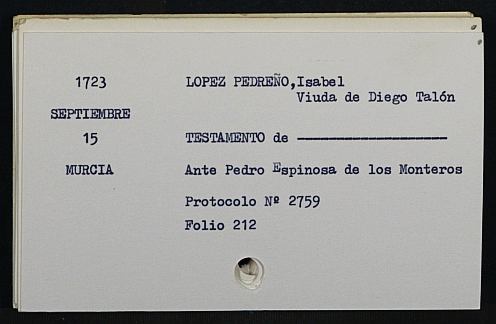 1723 LOPEZ PEDREÑO,Isabel
Viuda de Diego Talón
SEPTIEMBRE
15 TESTAMENTO de --------------------
MURCIA Ante Pedro Espinosa de los Monteros
Protocolo Nº 2759
Folio 212